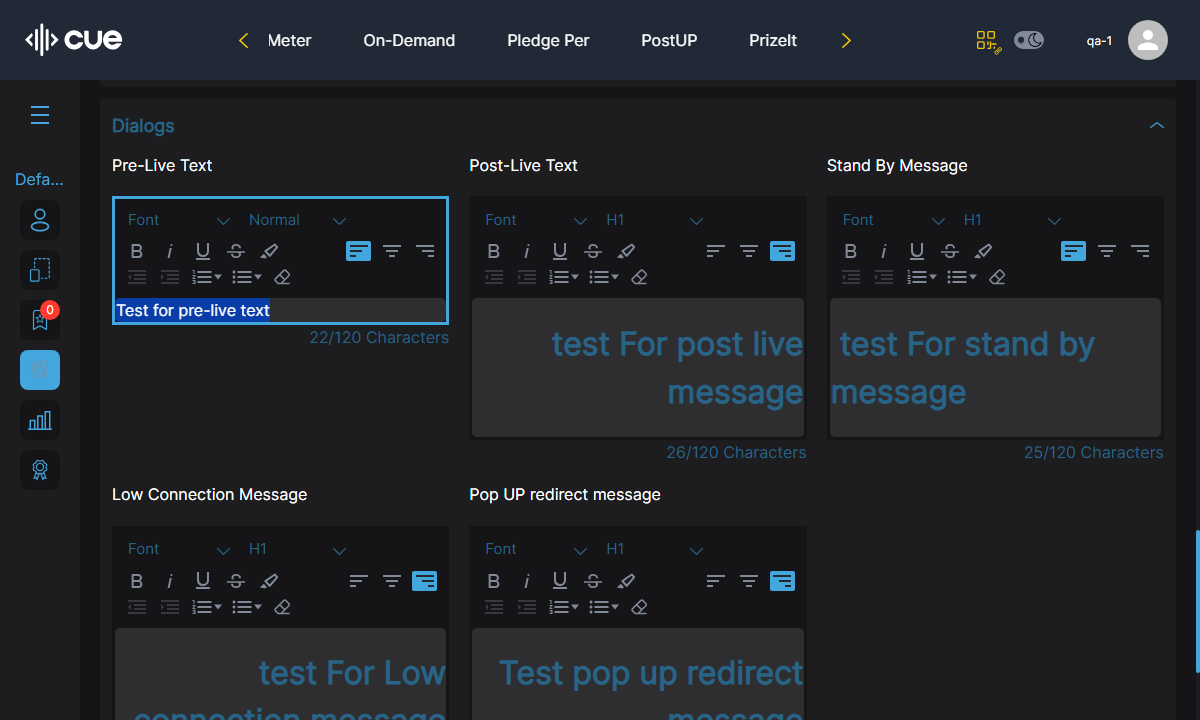 cue
Meter
On-Demand
Pledge Per
PostUP
PrizeIt
qa-1
Defa...
0
Dialogs
Pre-Live Text
Font
Normal
B i U S
Test for pre-live text
22/120 Characters
Post-Live Text
Font
H1
B i U S
test For post live
message
26/120 Characters
Stand By Message
Font
H1
B i U S
test For stand by
message
25/120 Characters
Low Connection Message
Font
H1
B i U S
test For Low
connection message
Pop UP redirect message
Font
H1
B i U S
Test pop up redirect
message